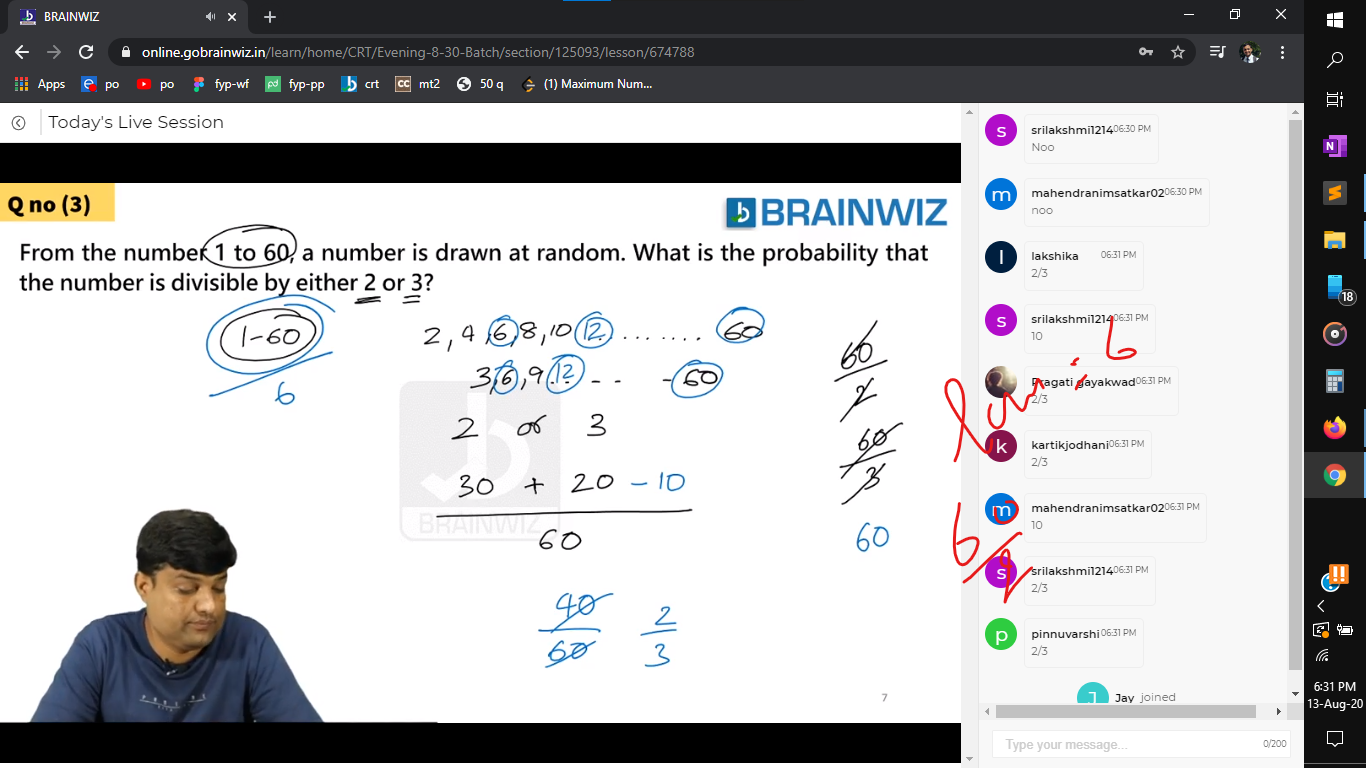 BRAINWIZ
online.gobrainwiz.in/learn/home/CRT/Evening-8-30-Batch/section/125093/lesson/674788
Apps po po fyp-wf fyp-pp crt mt2 50 q (1) Maximum Num...
Today's Live Session
Q no (3)
BRAINWIZ
From the number 1 to 60, a number is drawn at random. What is the probability that
the number is divisible by either 2 or 3?
1-60
6
2, 4, 6, 8, 10 12 ........ 60
3, 6, 9 12 .. - - - 60
2 or 3
30 + 20 - 10
60
BRAINWIZ
40
60
2
3
60
2
60
3
60
7
srilakshmi1214 06:30 PM
Noo
mahendranimsatkar02 06:30 PM
noo
lakshika 06:31 PM
2/3
srilakshmi1214 06:31 PM
10
Pragati gayakwad 06:31 PM
2/3
kartikjodhani 06:31 PM
2/3
mahendranimsatkar02 06:31 PM
10
srilakshmi1214 06:31 PM
2/3
pinnuvarshi 06:31 PM
2/3
Jay joined
Type your message...
0/200
18
6:31 PM
13-Aug-20